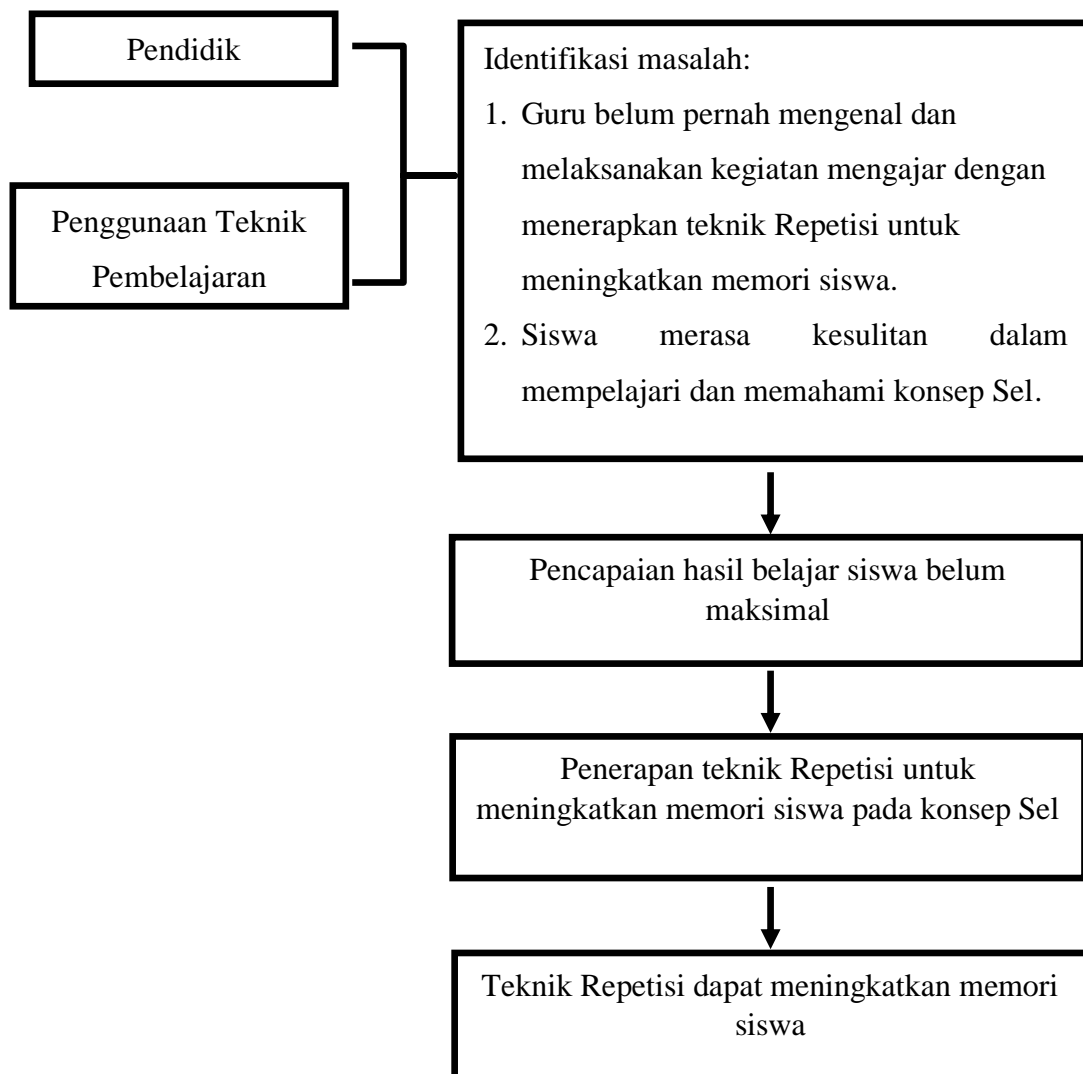 Pendidik
Penggunaan Teknik
Pembelajaran
Identifikasi masalah:
1. Guru belum pernah mengenal dan
melaksanakan kegiatan mengajar dengan
menerapkan teknik Repetisi untuk
meningkatkan memori siswa.
2. Siswa merasa kesulitan dalam
mempelajari dan memahami konsep Sel.
Pencapaian hasil belajar siswa belum
maksimal
Penerapan teknik Repetisi untuk
meningkatkan memori siswa pada konsep Sel
Teknik Repetisi dapat meningkatkan memori
siswa